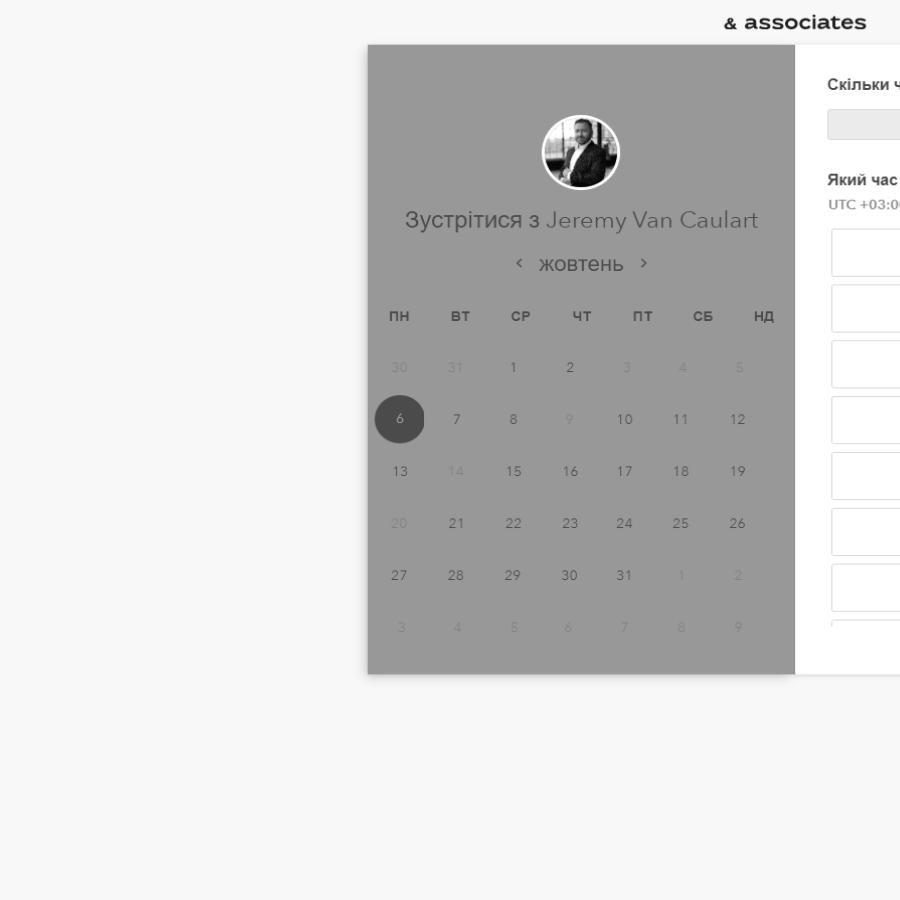 & associates
Зустрітися з Jeremy Van Caulart
жовтень
ПН ВТ СР ЧТ ПТ СБ НД
30 31 1 2 3 4 5
6 7 8 9 10 11 12
13 14 15 16 17 18 19
20 21 22 23 24 25 26
27 28 29 30 31 1 2
3 4 5 6 7 8 9
Скільки
Який час
UTC +03:0